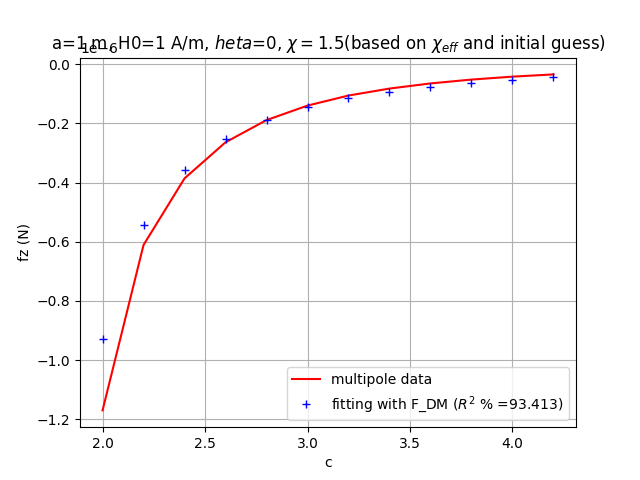 a=1 m, H0=1 A/m, heta=0, χ = 1.5(based on χeff and initial guess)
1e−6
0.0
−0.2
−0.4
−0.6
−0.8
−1.0
−1.2
fz (N)
2.0 2.5 3.0 3.5 4.0
c
multipole data
fitting with F_DM (R² % =93.413)